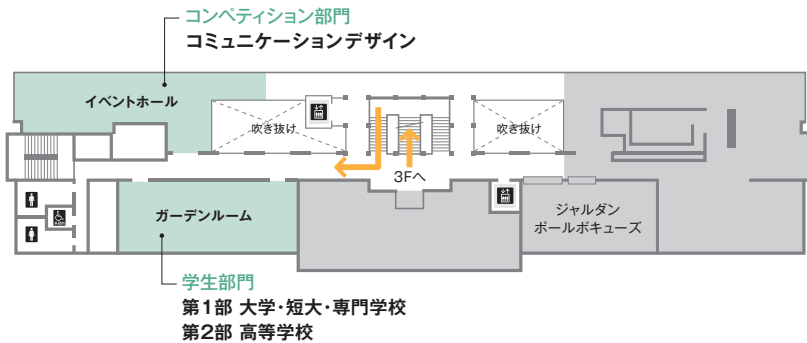 コンペティション部門
コミュニケーションデザイン
イベントホール
吹き抜け
吹き抜け
3Fへ
ガーデンルーム
ジャルダン
ポールボキューズ
学生部門
第1部 大学・短大・専門学校
第2部 高等学校